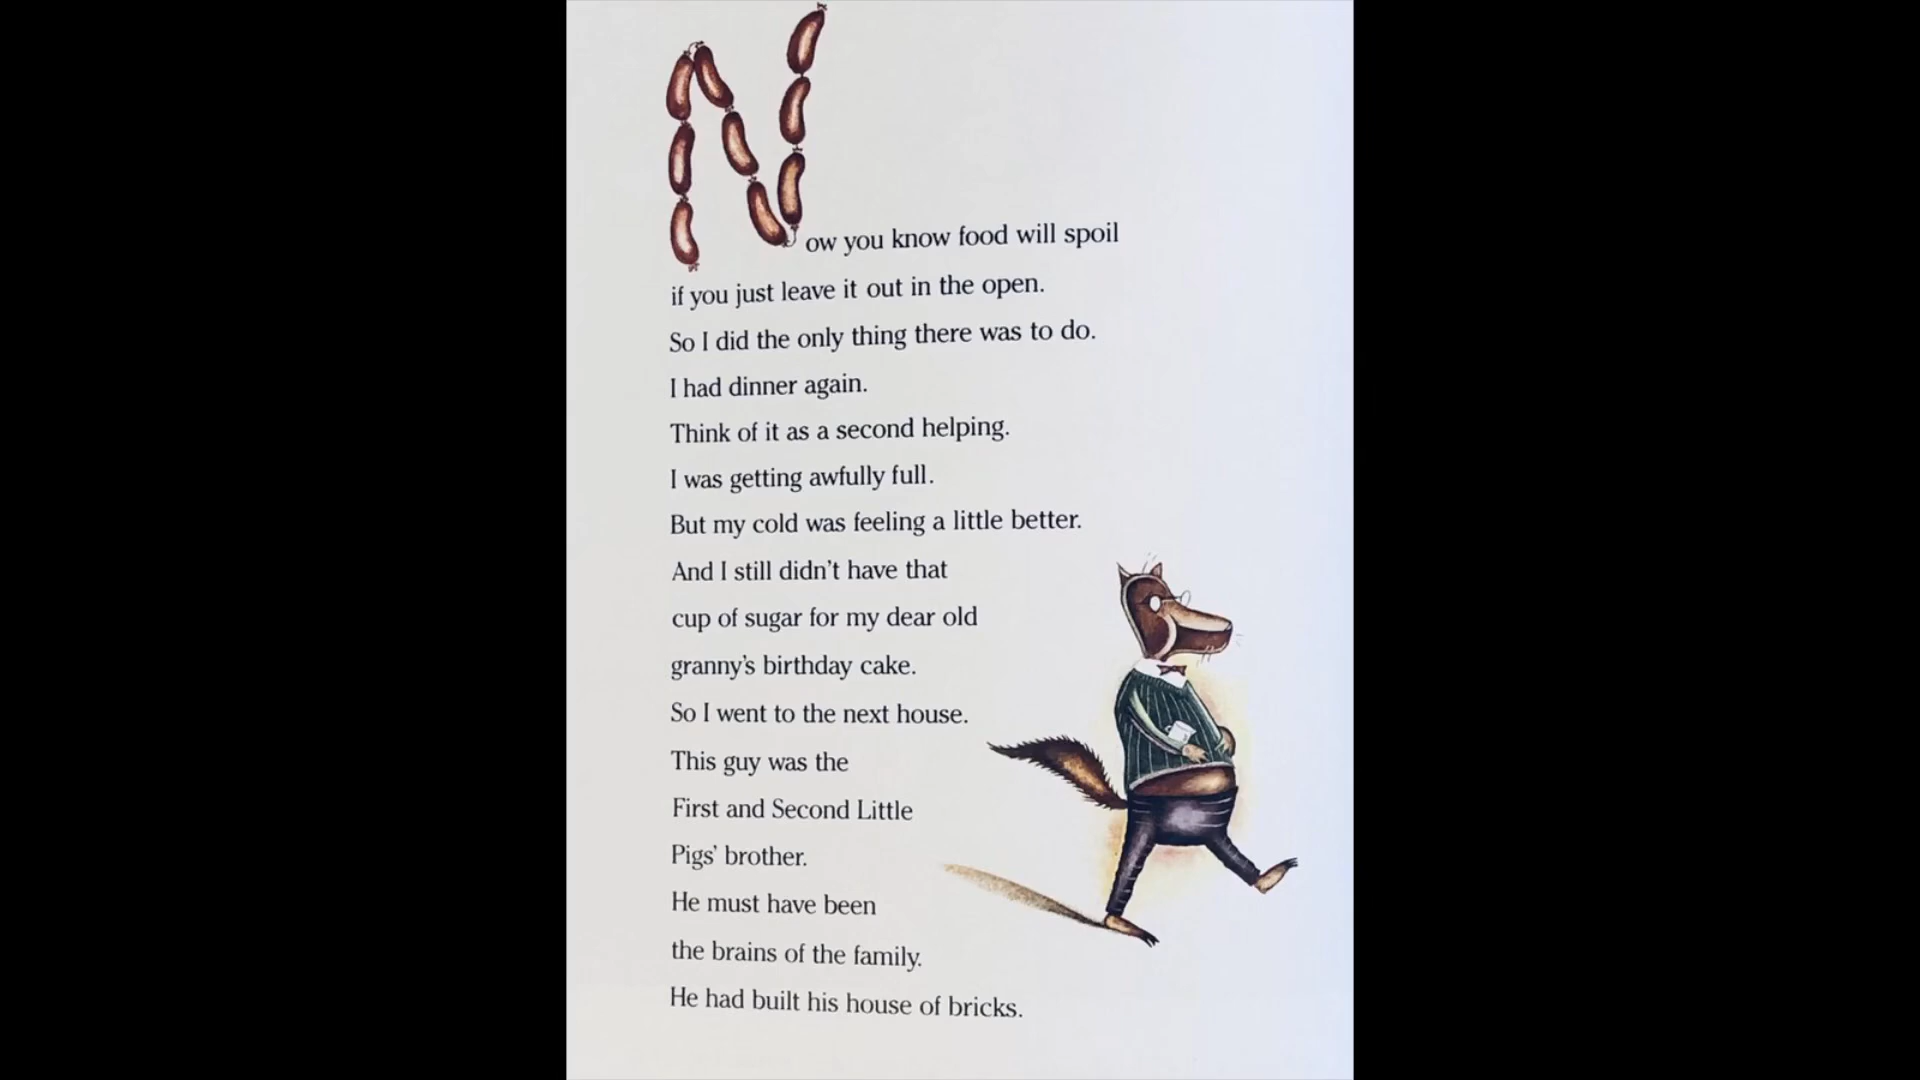 Now you know food will spoil
if you just leave it out in the open.
So I did the only thing there was to do.
I had dinner again.
Think of it as a second helping.
I was getting awfully full.
But my cold was feeling a little better.
And I still didn't have that
cup of sugar for my dear old
granny's birthday cake.
So I went to the next house.
This guy was the
First and Second Little
Pigs' brother.
He must have been
the brains of the family.
He had built his house of bricks.